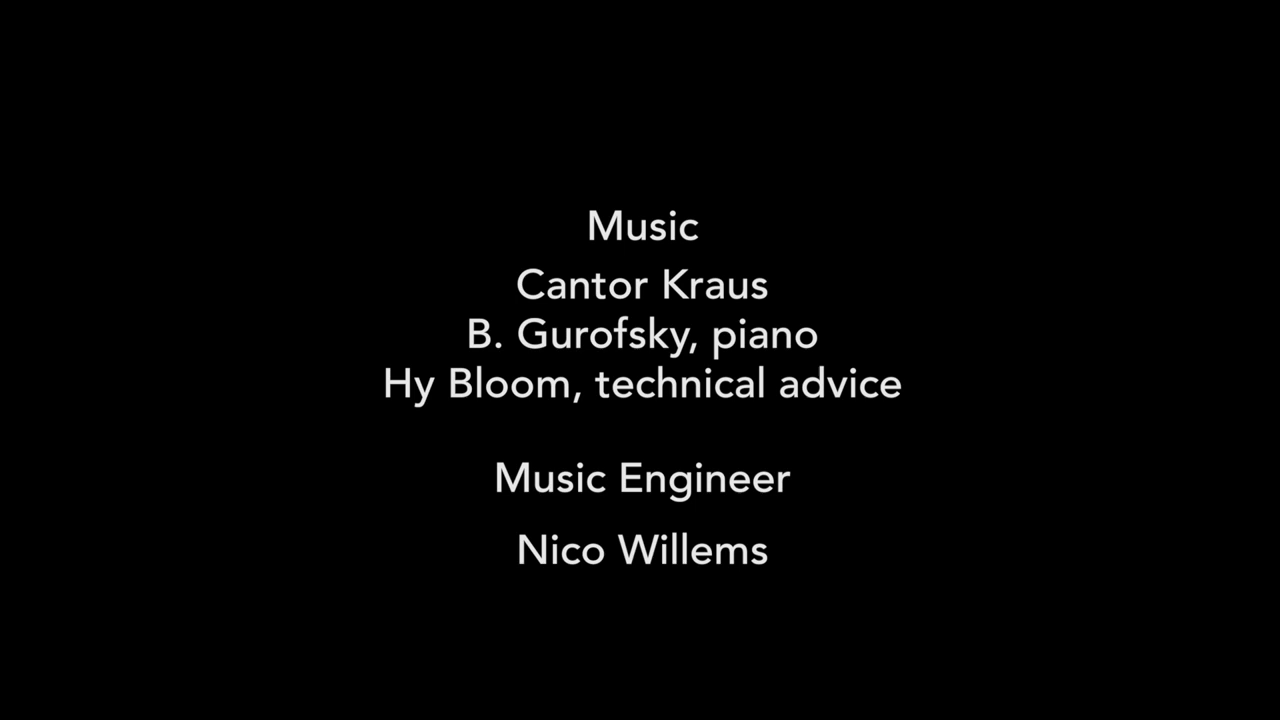 Music
Cantor Kraus
B. Gurofsky, piano
Hy Bloom, technical advice
Music Engineer
Nico Willems